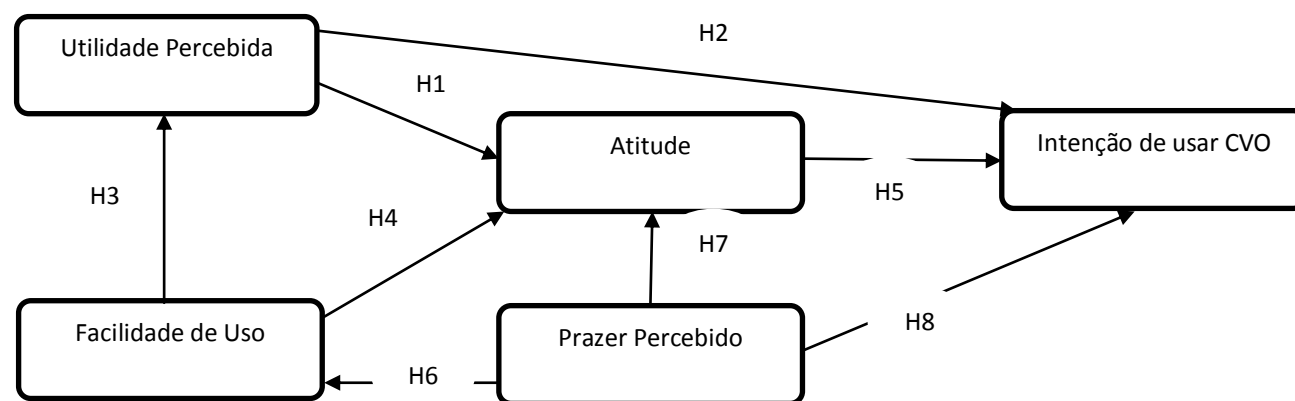 H2
Utilidade Percebida
H1
Atitude
Intenção de usar CVO
H3
H5
H4
H7
Facilidade de Uso
Prazer Percebido
H8
H6